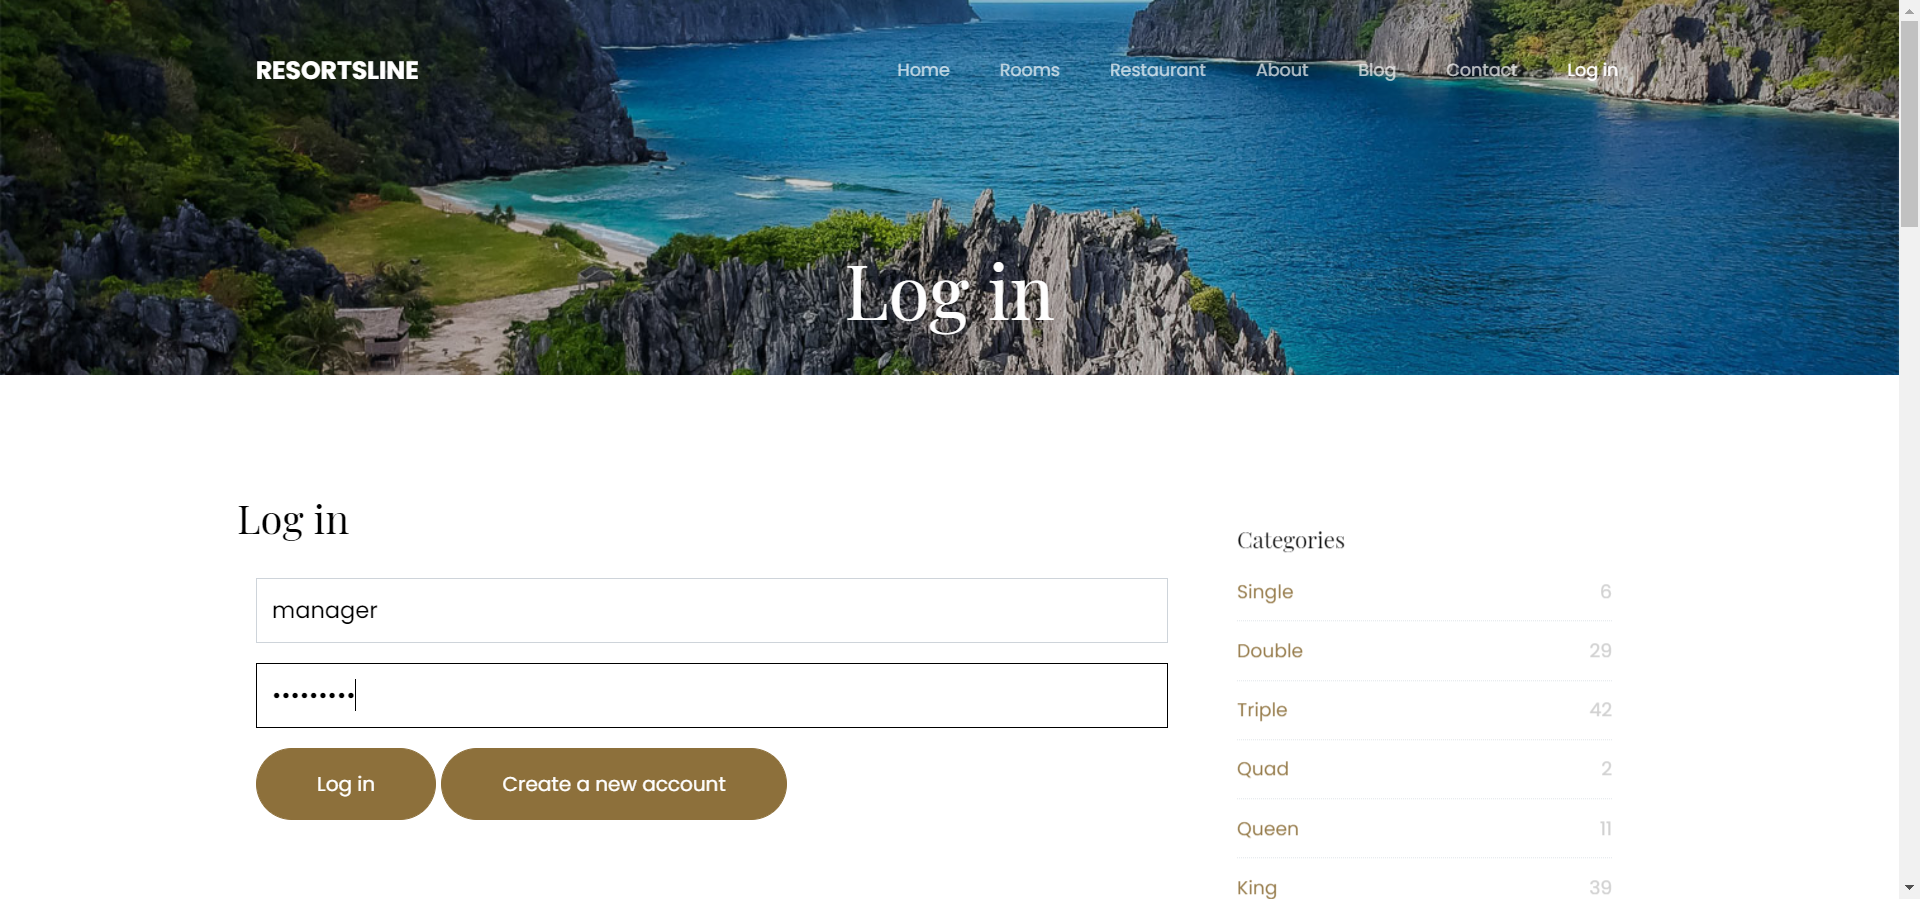 RESORTSLINE
Home Rooms Restaurant About Blog Contact Log in
Log in
Log in
manager
•••••••••
Log in Create a new account
Categories
Single 6
Double 29
Triple 42
Quad 2
Queen 11
King 39